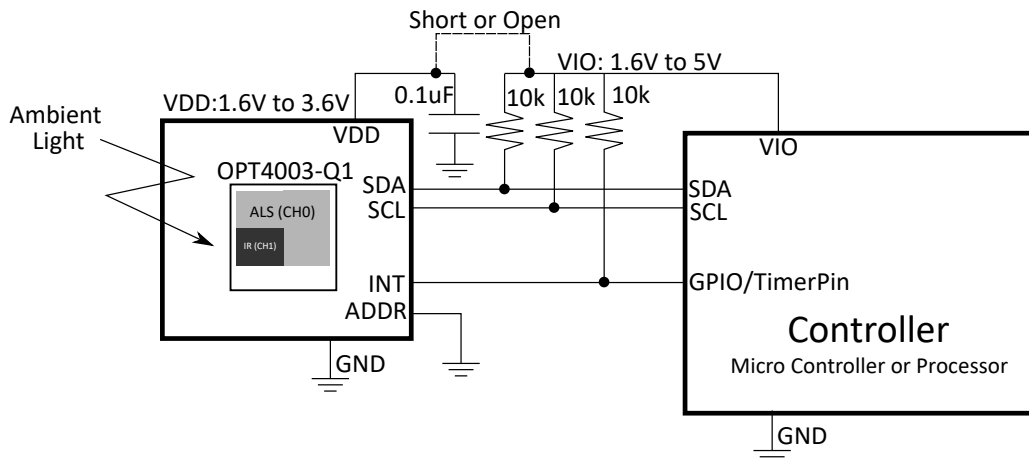 Short or Open
VIO: 1.6V to 5V
VDD:1.6V to 3.6V
0.1uF
10k
10k
10k
Ambient
Light
VDD
VIO
OPT4003-Q1
ALS (CH0)
IR (CH1)
SDA
SCL
INT
ADDR
GND
SDA
SCL
GPIO/TimerPin
Controller
Micro Controller or Processor
GND